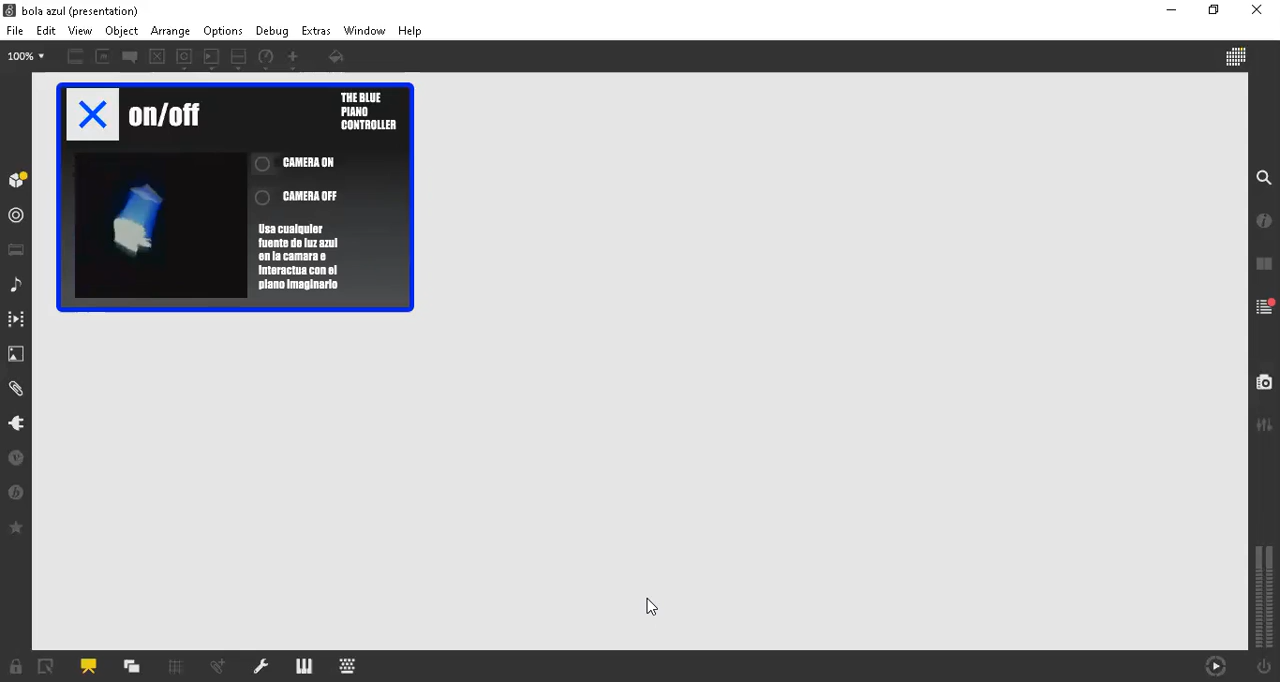 bola azul (presentation)
File Edit View Object Arrange Options Debug Extras Window Help
100%
on/off
THE BLUE
PIANO
CONTROLLER
CAMERA ON
CAMERA OFF
Usa cualquier
fuente de luz azul
en la camara e
interactua con el
piano imaginario